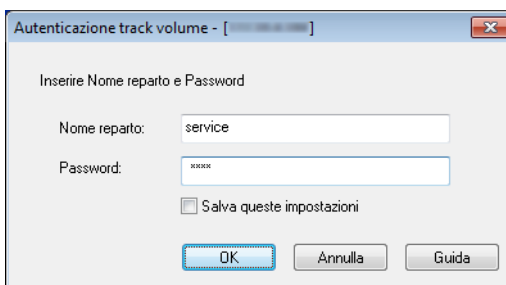 Autenticazione track volume - [ ]
Inserire Nome reparto e Password
Nome reparto: service
Password: ××××
Salva queste impostazioni
OK Annulla Guida